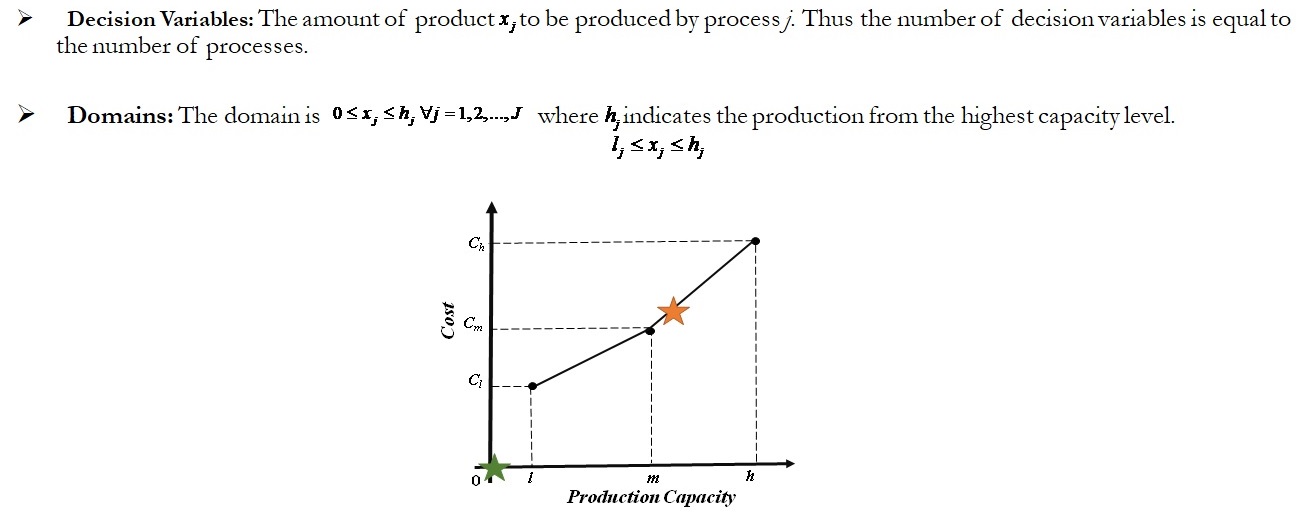 ➢ Decision Variables: The amount of product xⱼ to be produced by process j. Thus the number of decision variables is equal to
the number of processes.
➢ Domains: The domain is 0 ≤ xⱼ ≤ hⱼ ∀j = 1,2,...,J where hⱼ indicates the production from the highest capacity level.
lⱼ ≤ xⱼ ≤ hⱼ
Cₕ
Cost
Cₘ
Cₗ
0 l m h
Production Capacity